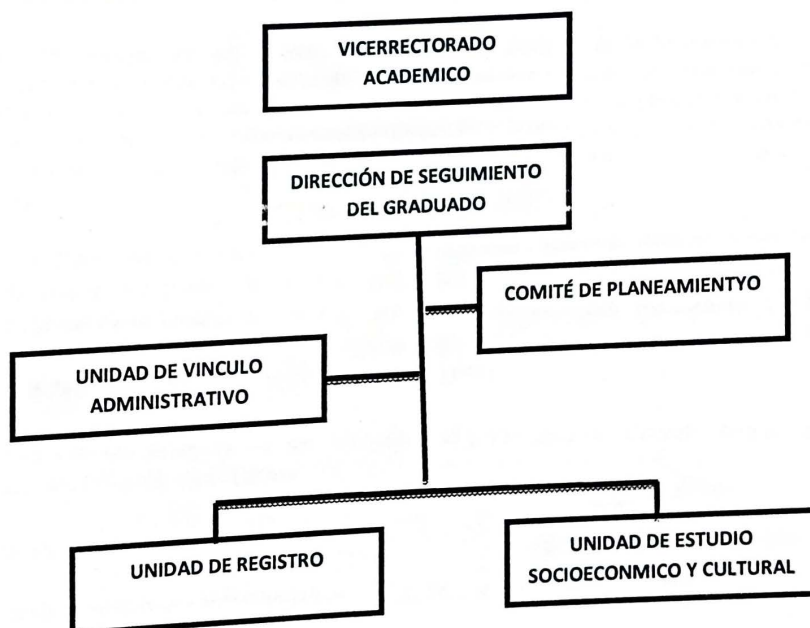 VICERRECTORADO
ACADEMICO
DIRECCIÓN DE SEGUIMIENTO
DEL GRADUADO
COMITÉ DE PLANEAMIENTYO
UNIDAD DE VINCULO
ADMINISTRATIVO
UNIDAD DE REGISTRO
UNIDAD DE ESTUDIO
SOCIOECONMICO Y CULTURAL